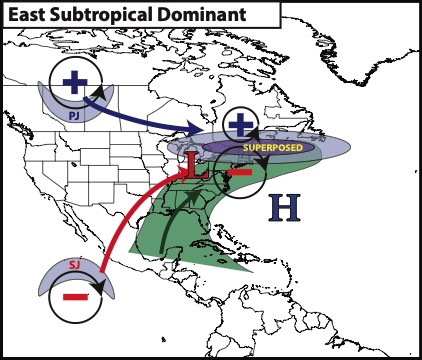 East Subtropical Dominant
+
PJ
+
SUPERPOSED
L
−
H
SJ
−